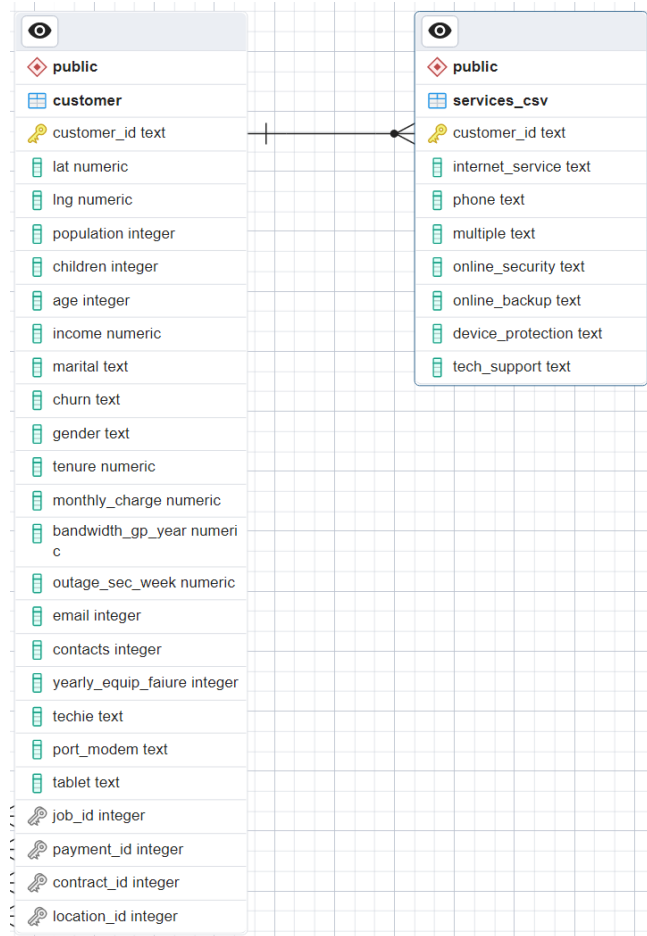 public
customer
customer_id text
lat numeric
lng numeric
population integer
children integer
age integer
income numeric
marital text
churn text
gender text
tenure numeric
monthly_charge numeric
bandwidth_gp_year numeri
c
outage_sec_week numeric
email integer
contacts integer
yearly_equip_faiure integer
techie text
port_modem text
tablet text
job_id integer
payment_id integer
contract_id integer
location_id integer
public
services_csv
customer_id text
internet_service text
phone text
multiple text
online_security text
online_backup text
device_protection text
tech_support text